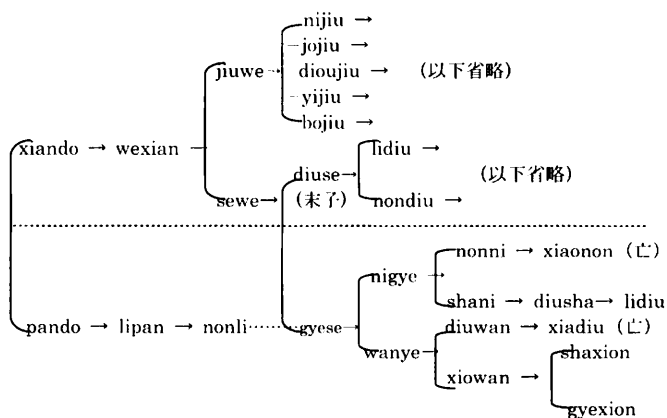 nijiu →
jojiu →
jiuwe → dioujiu → (以下省略)
yijiu →
bojiu →
xiando → wexian
lidiu →
diuse → (以下省略)
sewe → (末子) nondiu →
nonni → xiaonon (亡)
nigye →
shani → diusha → lidiu
pando → lipan → nonli ······ gyese → diuwan → xiadiu (亡)
wanye → shaxion
xiowan →
gyexion